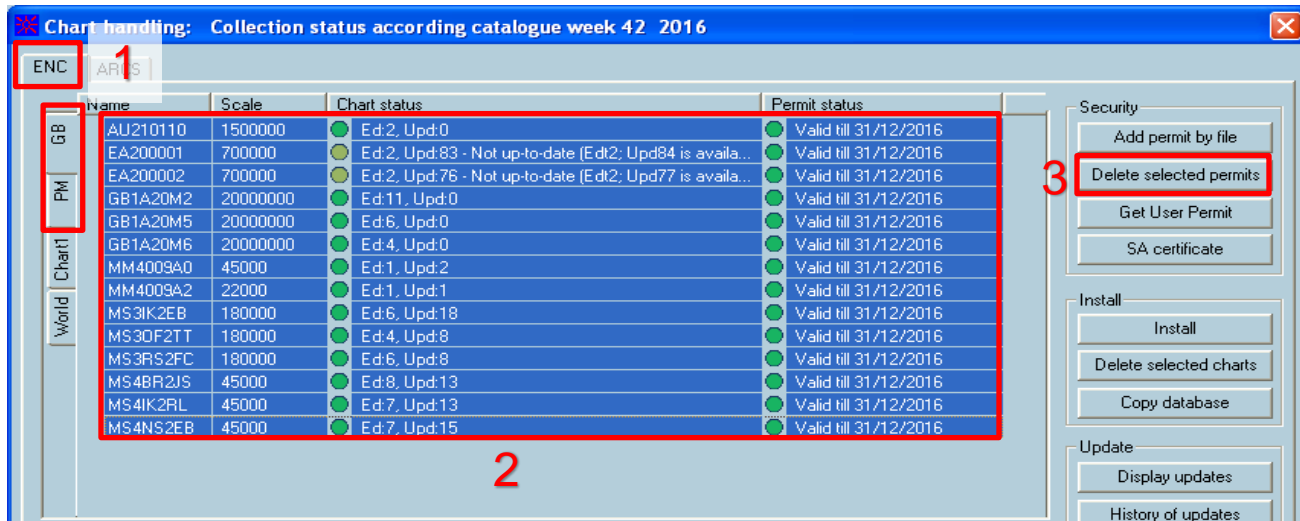 Chart handling: Collection status according catalogue week 42 2016
1
ENC ARCS
Name Scale Chart status Permit status
GB
PM
Chart1
World
AU210110 1500000 Ed:2, Upd:0 Valid till 31/12/2016
EA200001 700000 Ed:2, Upd:83 - Not up-to-date (Edt2; Upd84 is availa... Valid till 31/12/2016
EA200002 700000 Ed:2, Upd:76 - Not up-to-date (Edt2; Upd77 is availa... Valid till 31/12/2016
GB1A20M2 20000000 Ed:11, Upd:0 Valid till 31/12/2016
GB1A20M5 20000000 Ed:6, Upd:0 Valid till 31/12/2016
GB1A20M6 20000000 Ed:4, Upd:0 Valid till 31/12/2016
MM4009A0 45000 Ed:1, Upd:2 Valid till 31/12/2016
MM4009A2 22000 Ed:1, Upd:1 Valid till 31/12/2016
MS3IK2EB 180000 Ed:6, Upd:18 Valid till 31/12/2016
MS3OF2TT 180000 Ed:4, Upd:8 Valid till 31/12/2016
MS3RS2FC 180000 Ed:6, Upd:8 Valid till 31/12/2016
MS4BR2JS 45000 Ed:8, Upd:13 Valid till 31/12/2016
MS4IK2RL 45000 Ed:7, Upd:13 Valid till 31/12/2016
MS4NS2EB 45000 Ed:7, Upd:15 Valid till 31/12/2016
2
Security
Add permit by file
3
Delete selected permits
Get User Permit
SA certificate
Install
Install
Delete selected charts
Copy database
Update
Display updates
History of updates